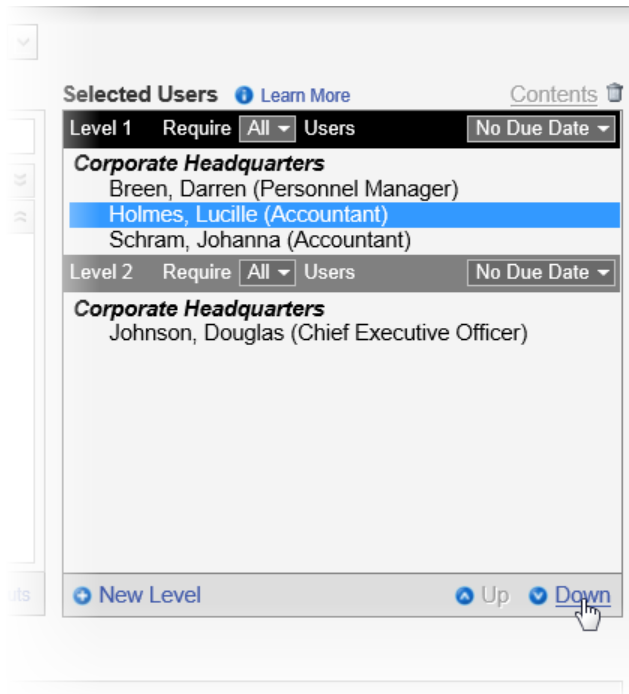 Selected Users Learn More Contents
Level 1 Require All Users No Due Date
Corporate Headquarters
Breen, Darren (Personnel Manager)
Holmes, Lucille (Accountant)
Schram, Johanna (Accountant)
Level 2 Require All Users No Due Date
Corporate Headquarters
Johnson, Douglas (Chief Executive Officer)
New Level Up Down